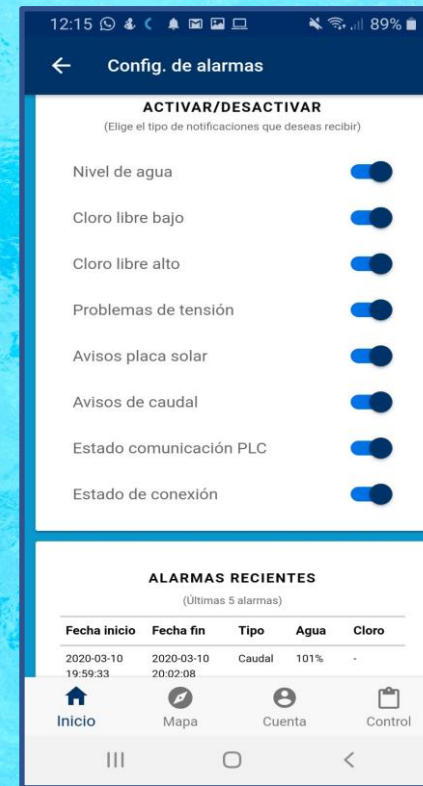 12:15 89%
Config. de alarmas
ACTIVAR/DESACTIVAR
(Elige el tipo de notificaciones que deseas recibir)
Nivel de agua
Cloro libre bajo
Cloro libre alto
Problemas de tensión
Avisos placa solar
Avisos de caudal
Estado comunicación PLC
Estado de conexión
ALARMAS RECIENTES
(Últimas 5 alarmas)
Fecha inicio Fecha fin Tipo Agua Cloro
2020-03-10 2020-03-10 Caudal 101% -
19:59:33 20:02:08
Inicio Mapa Cuenta Control